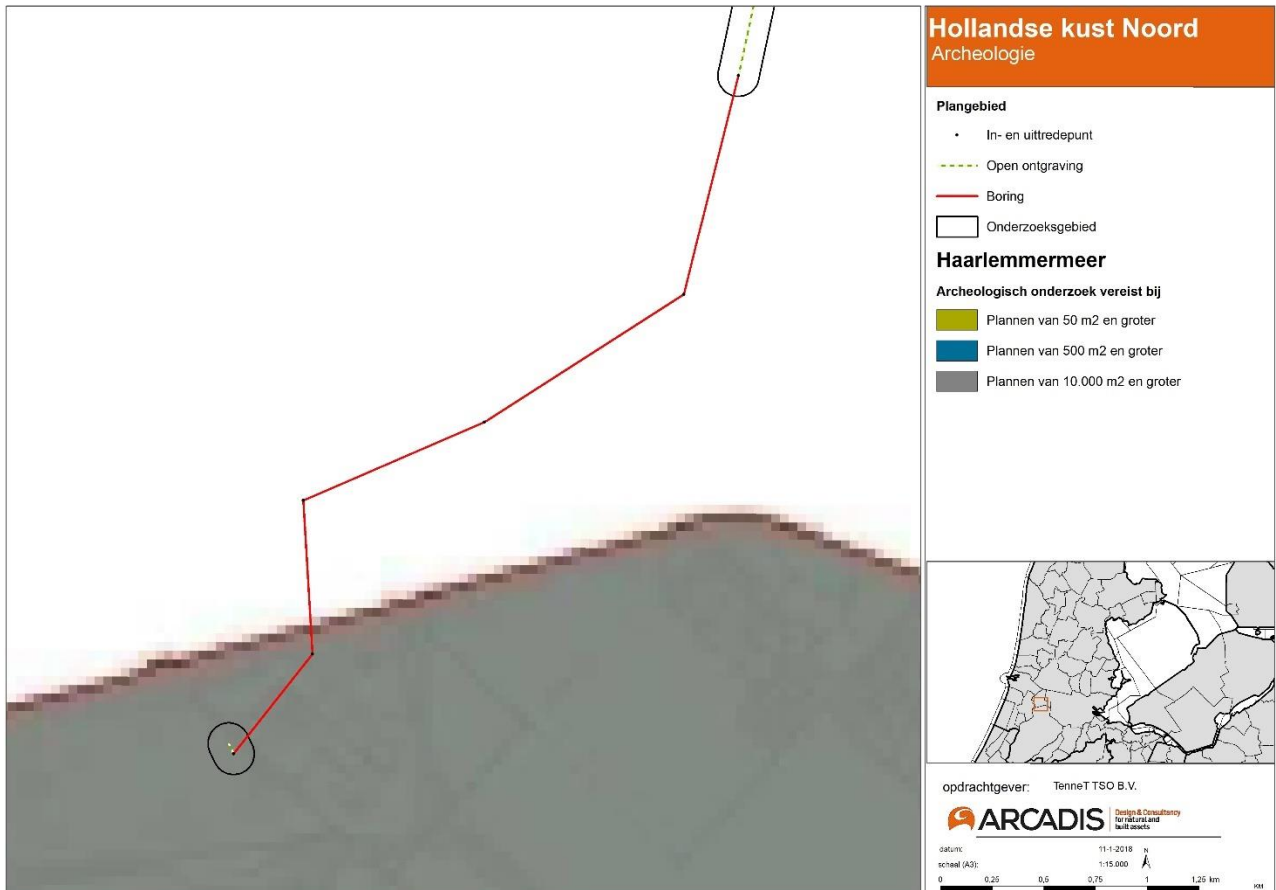 Hollandse kust Noord
Archeologie
Plangebied
In- en uittredepunt
Open ontgraving
Boring
Onderzoeksgebied
Haarlemmermeer
Archeologisch onderzoek vereist bij
Plannen van 50 m2 en groter
Plannen van 500 m2 en groter
Plannen van 10.000 m2 en groter
opdrachtgever: TenneT TSO B.V.
ARCADIS Design & Consultancy
for natural and
built assets
datum: 11-1-2018 N
schaal (A3): 1:15.000
0 0,25 0,5 0,75 1 1,25 km
KM